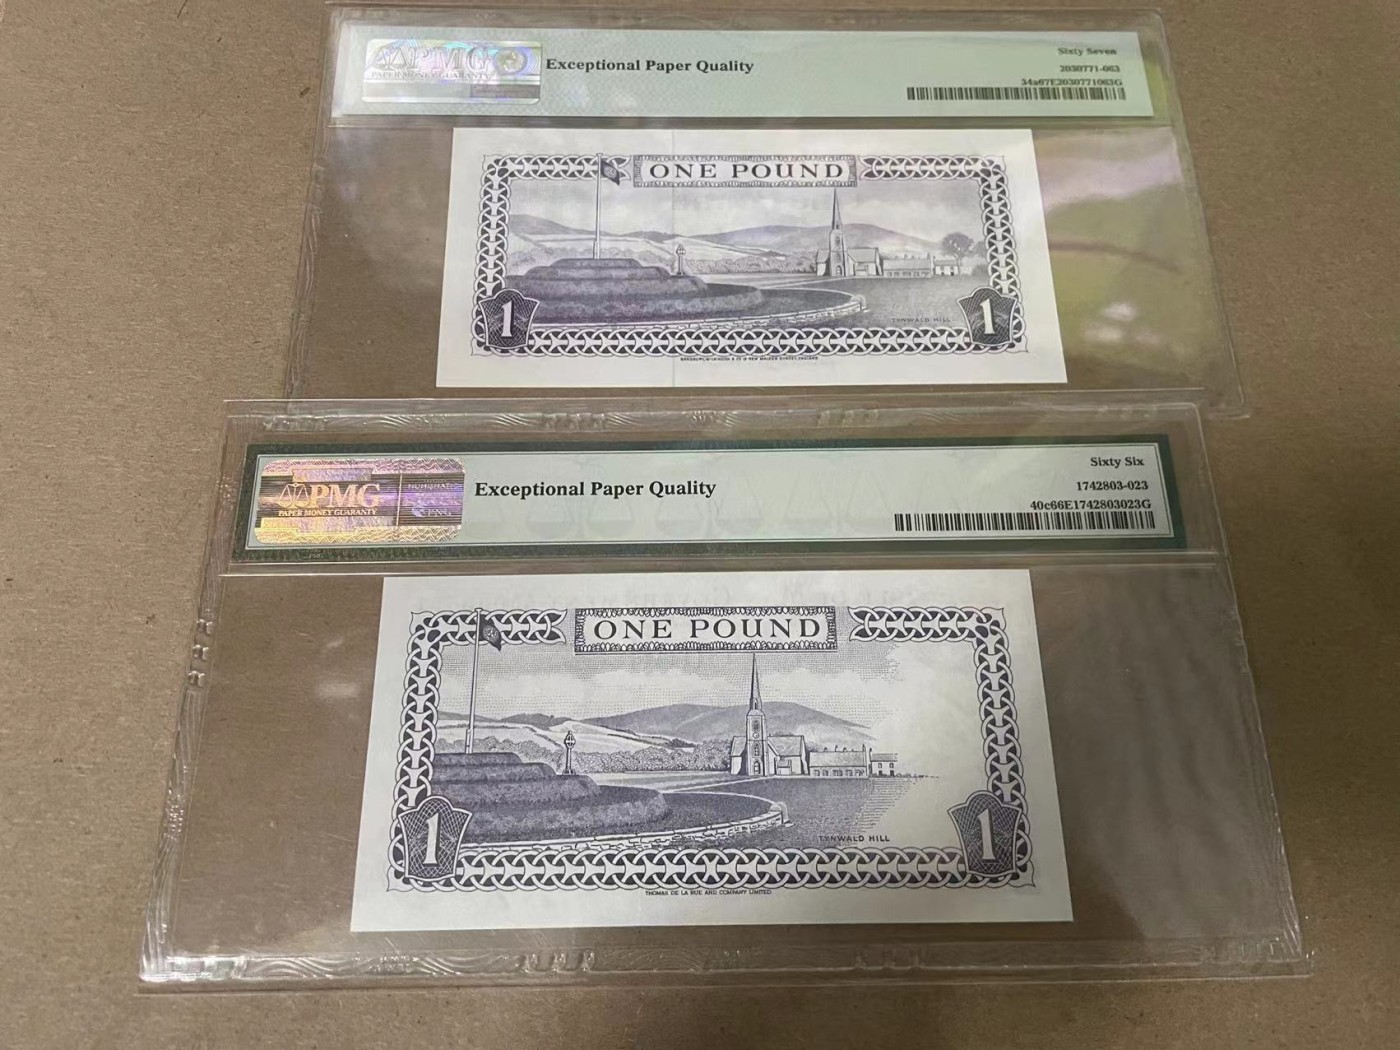 PMG
PAPER MONEY GUARANTY
Exceptional Paper Quality
Sixty Seven
2030771-063
34a67E2030771063G
ONE POUND
1
1
TYNWALD HILL
PMG
PAPER MONEY GUARANTY
Exceptional Paper Quality
Sixty Six
1742803-023
40c66E1742803023G
ONE POUND
1
1
TYNWALD HILL
THOMAS DE LA RUE AND COMPANY LIMITED